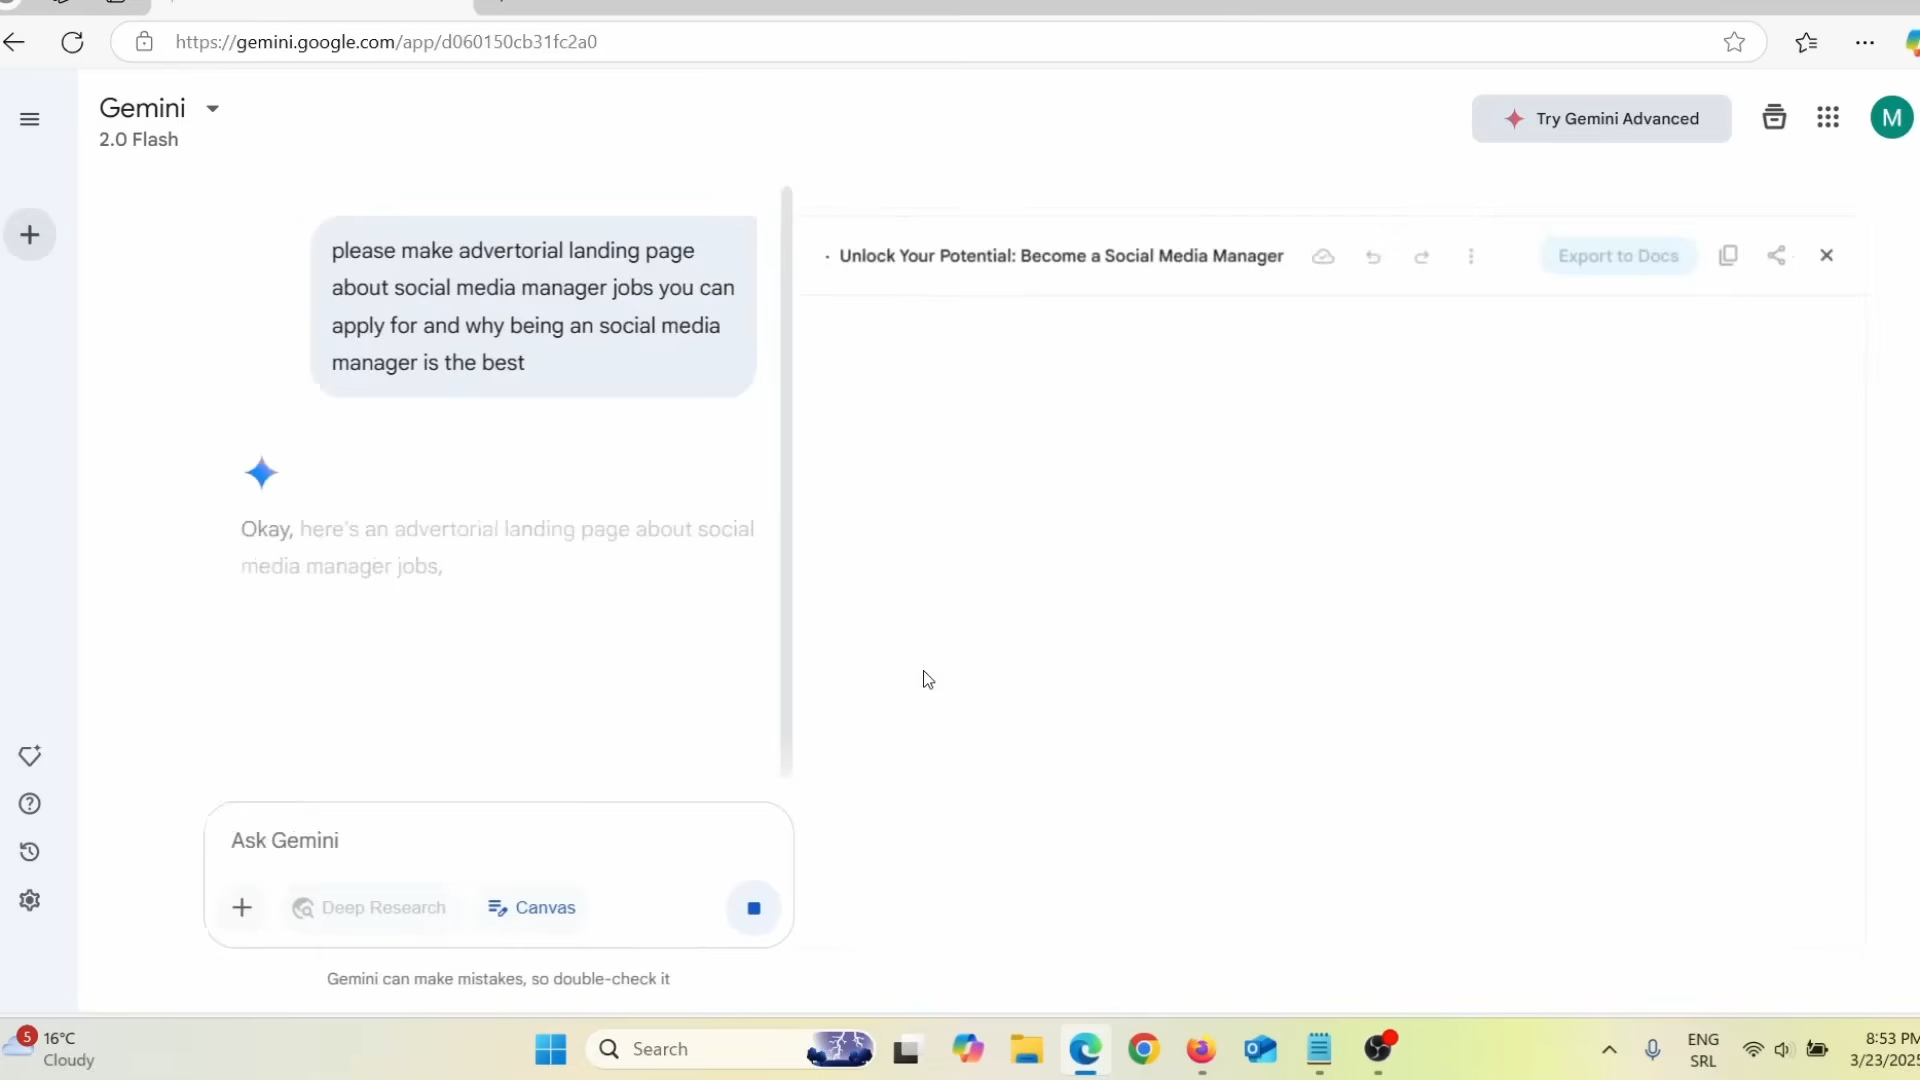 https://gemini.google.com/app/d060150cb31fc2a0
Gemini
2.0 Flash
Try Gemini Advanced
M
please make advertorial landing page
about social media manager jobs you can
apply for and why being an social media
manager is the best
Unlock Your Potential: Become a Social Media Manager
Export to Docs
Okay, here's an advertorial landing page about social
media manager jobs,
Ask Gemini
Deep Research
Canvas
Gemini can make mistakes, so double-check it
5
16°C
Cloudy
Search
ENG
SRL
8:53 PM
3/23/2025